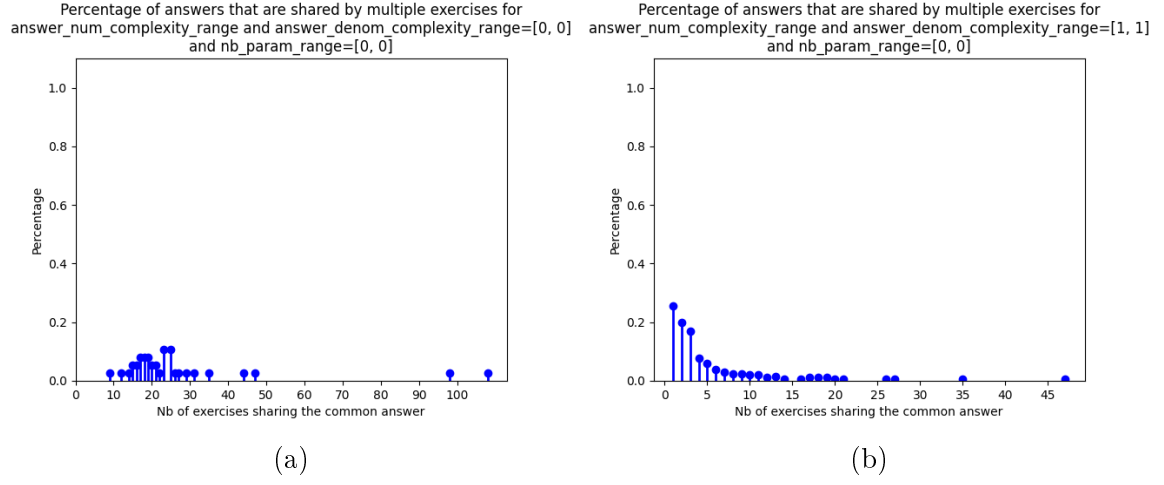 Percentage of answers that are shared by multiple exercises for
answer_num_complexity_range and answer_denom_complexity_range=[0, 0]
and nb_param_range=[0, 0]
1.0
0.8
0.6
0.4
0.2
0.0
Percentage
0 10 20 30 40 50 60 70 80 90 100
Nb of exercises sharing the common answer
(a)
Percentage of answers that are shared by multiple exercises for
answer_num_complexity_range and answer_denom_complexity_range=[1, 1]
and nb_param_range=[0, 0]
1.0
0.8
0.6
0.4
0.2
0.0
Percentage
0 5 10 15 20 25 30 35 40 45
Nb of exercises sharing the common answer
(b)